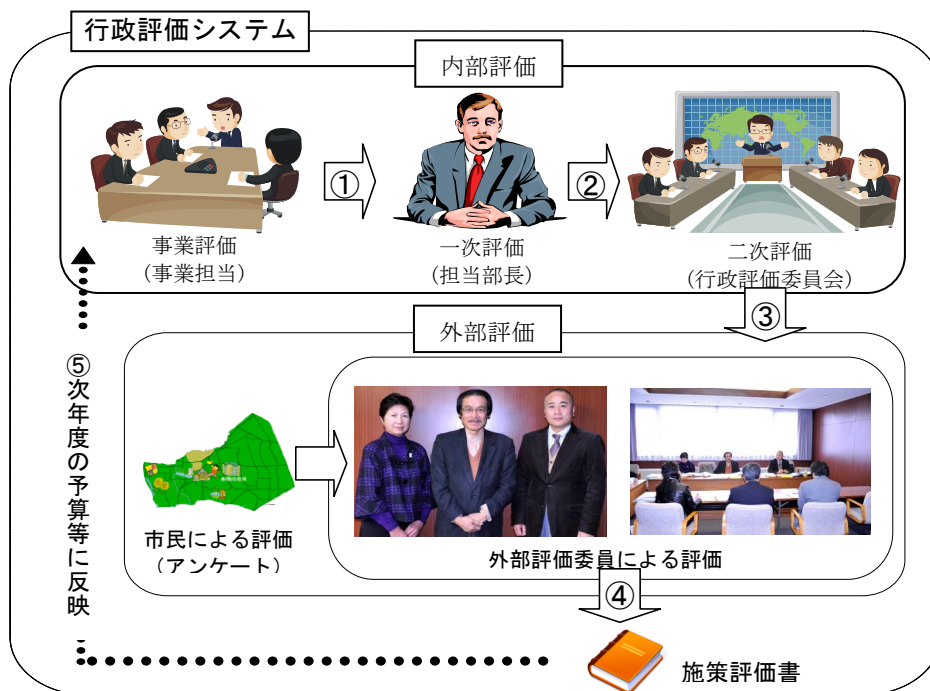 行政評価システム
内部評価
①
②
事業評価
（事業担当）
一次評価
（担当部長）
二次評価
（行政評価委員会）
③
外部評価
市民による評価
（アンケート）
外部評価委員による評価
④
施策評価書
⑤次年度の予算等に反映